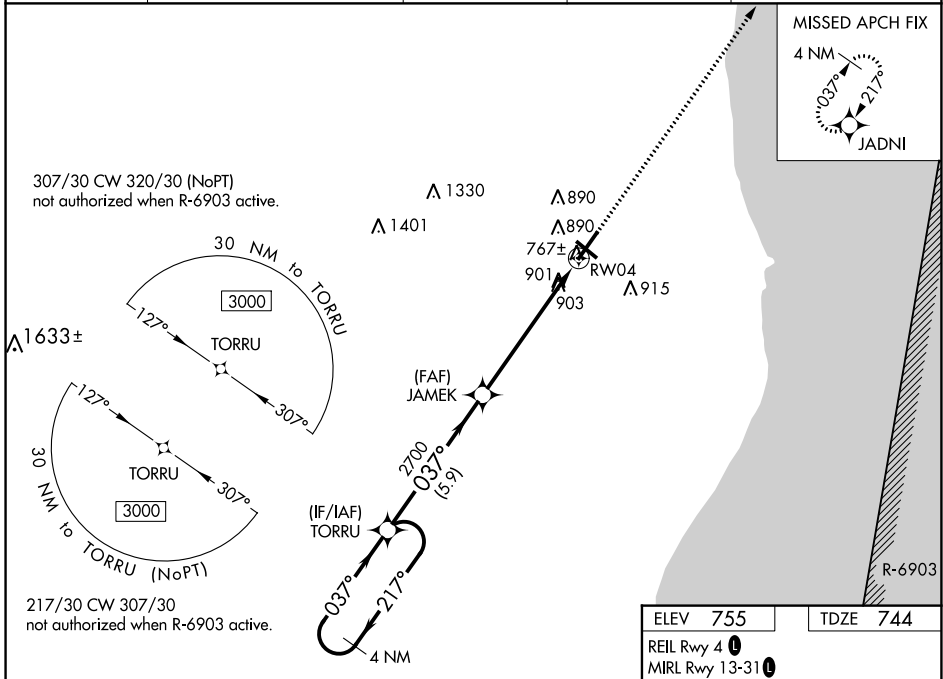 MISSED APCH FIX
4 NM
037°
217°
JADNI
307/30 CW 320/30 (NoPT)
not authorized when R-6903 active.
1330
1401
890
890
767±
RW04
901
903
915
30 NM to TORRU
3000
127°
TORRU
307°
1633±
(FAF)
JAMEK
127°
TORRU
307°
3000
30 NM to TORRU (NoPT)
2700
037°
(5.9)
(IF/IAF)
TORRU
037°
217°
4 NM
R-6903
217/30 CW 307/30
not authorized when R-6903 active.
ELEV 755
TDZE 744
REIL Rwy 4 L
MIRL Rwy 13-31 L